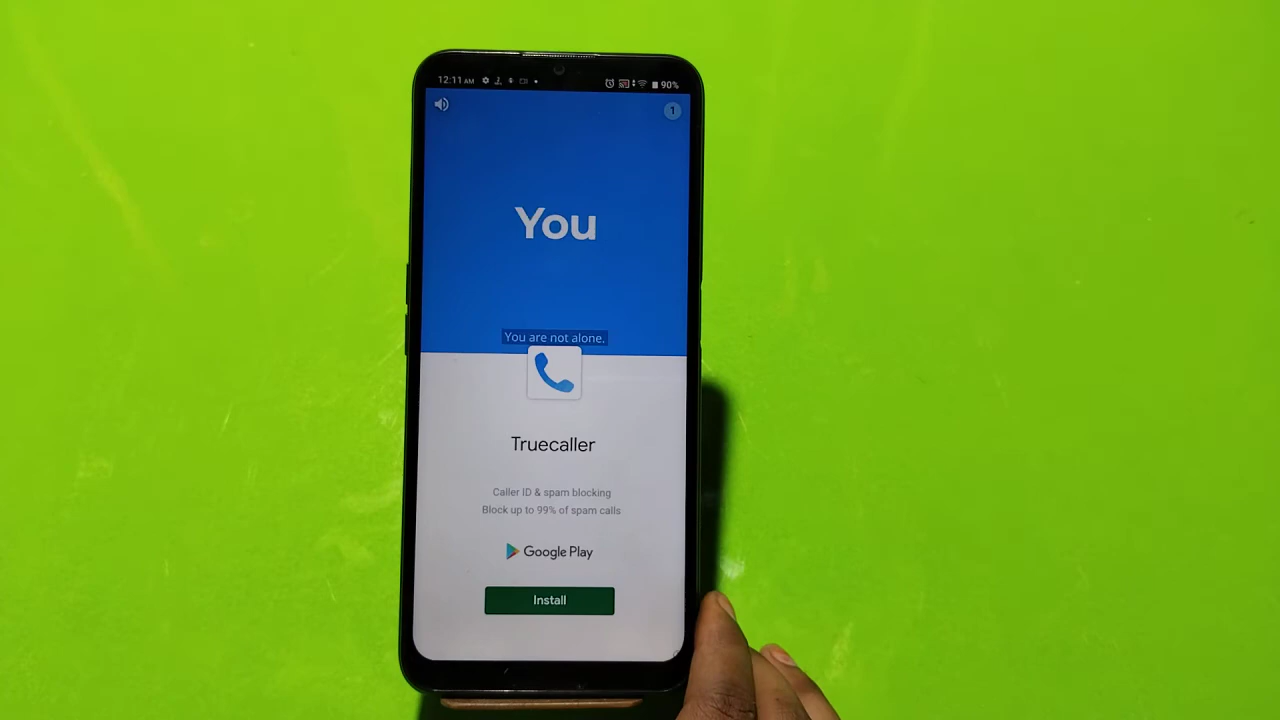 12:11 AM
90%
1
You
You are not alone.
Truecaller
Caller ID & spam blocking
Block up to 99% of spam calls
Google Play
Install